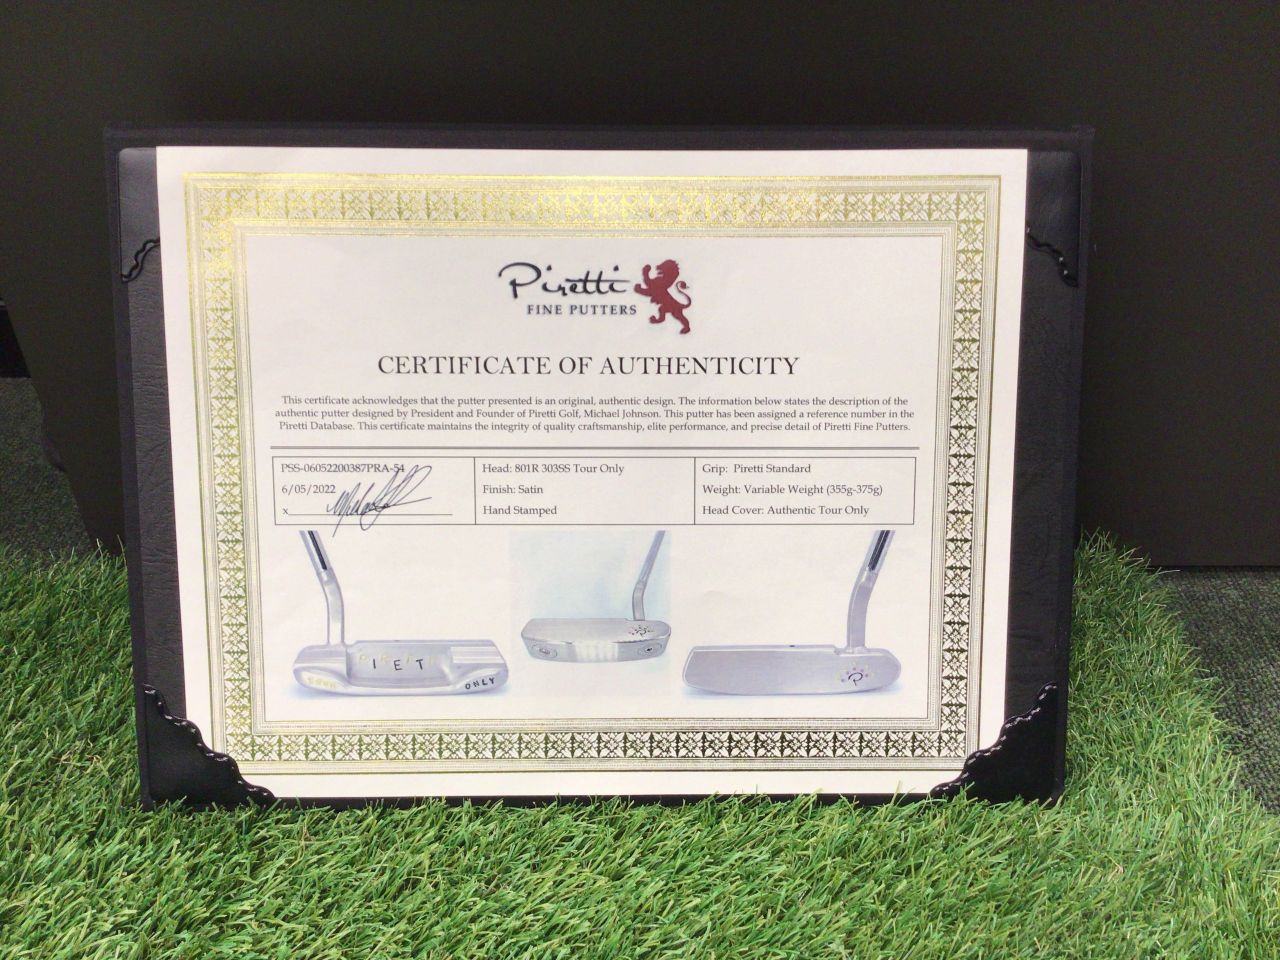 Piretti
FINE PUTTERS
CERTIFICATE OF AUTHENTICITY
This certificate acknowledges that the putter presented is an original, authentic design. The information below states the description of the
authentic putter designed by President and Founder of Piretti Golf, Michael Johnson. This putter has been assigned a reference number in the
Piretti Database. This certificate maintains the integrity of quality craftsmanship, elite performance, and precise detail of Piretti Fine Putters.
PSS-06052200387PRA-54
6/05/2022
x
Head: 801R 303SS Tour Only
Finish: Satin
Hand Stamped
Grip: Piretti Standard
Weight: Variable Weight (355g-375g)
Head Cover: Authentic Tour Only
ONLY
P